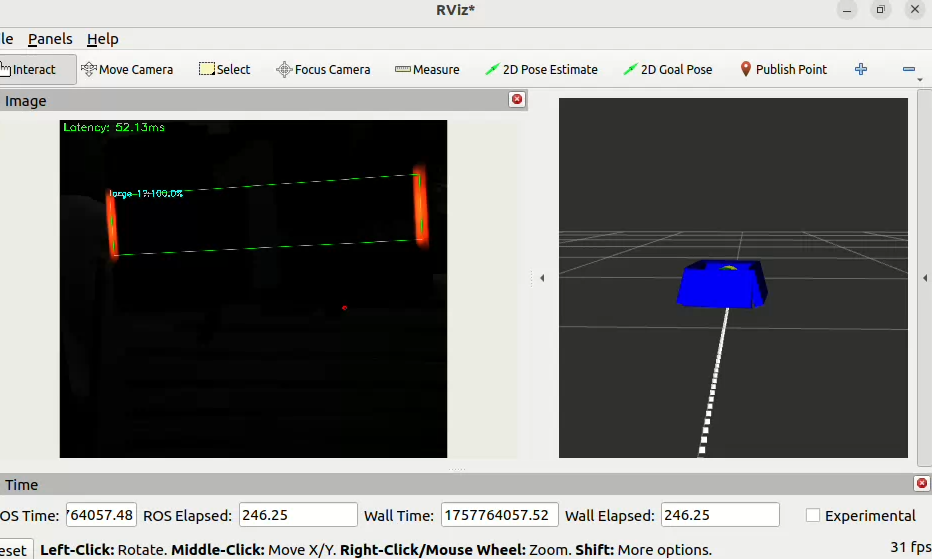 RViz*
le Panels Help
Interact Move Camera Select Focus Camera Measure 2D Pose Estimate 2D Goal Pose Publish Point
Image
Latency: 52.13ms
large 17:100.0%
Time
OS Time: 764057.48 ROS Elapsed: 246.25 Wall Time: 1757764057.52 Wall Elapsed: 246.25 Experimental
eset Left-Click: Rotate. Middle-Click: Move X/Y. Right-Click/Mouse Wheel: Zoom. Shift: More options. 31 fps